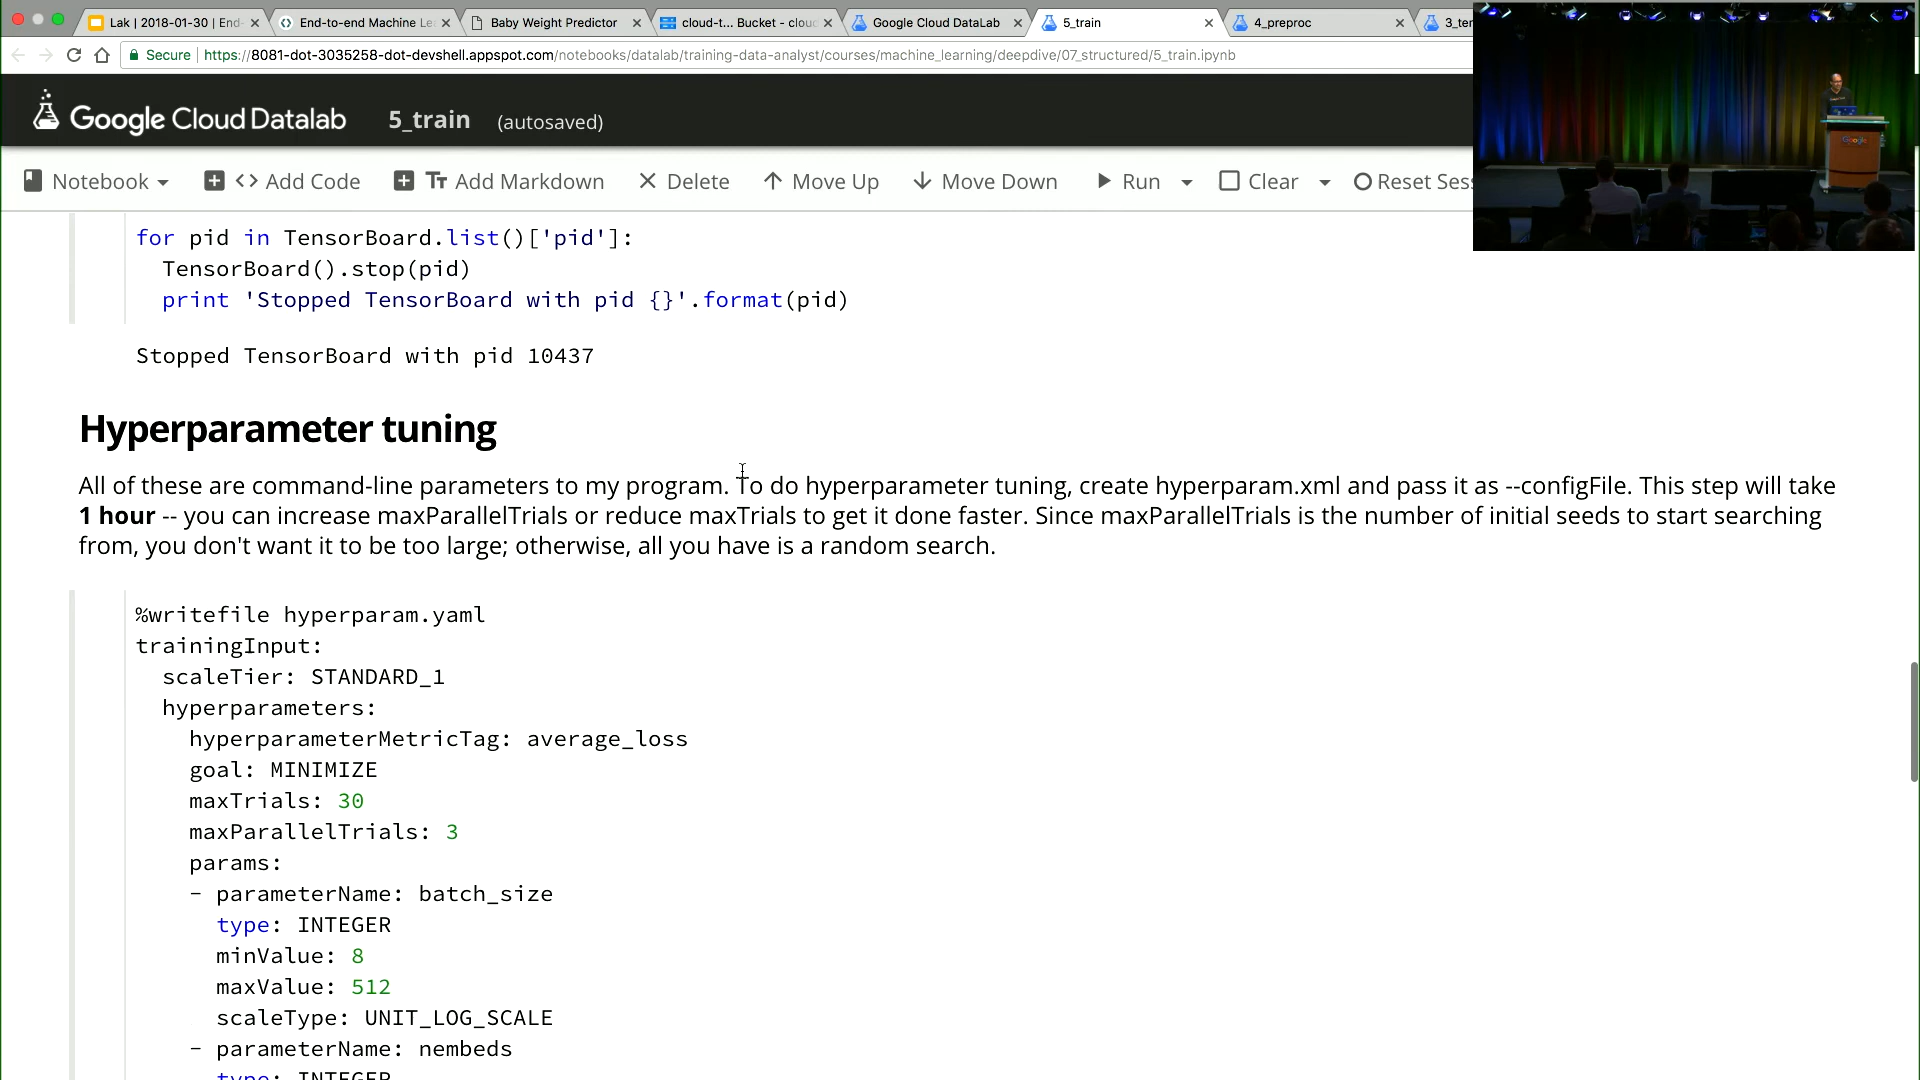 Lak | 2018-01-30 | End-
End-to-end Machine Le
Baby Weight Predictor
cloud-t... Bucket - clou
Google Cloud DataLab
5_train
4_preproc
3_te
Secure | https://8081-dot-3035258-dot-devshell.appspot.com/notebooks/datalab/training-data-analyst/courses/machine_learning/deepdive/07_structured/5_train.ipynb
Google Cloud Datalab 5_train (autosaved)
Notebook <> Add Code Tт Add Markdown Delete Move Up Move Down Run Clear Reset Sess
for pid in TensorBoard.list()['pid']:
TensorBoard().stop(pid)
print 'Stopped TensorBoard with pid {}'.format(pid)
Stopped TensorBoard with pid 10437
Hyperparameter tuning
All of these are command-line parameters to my program. To do hyperparameter tuning, create hyperparam.xml and pass it as --configFile. This step will take
1 hour -- you can increase maxParallelTrials or reduce maxTrials to get it done faster. Since maxParallelTrials is the number of initial seeds to start searching
from, you don't want it to be too large; otherwise, all you have is a random search.
%writefile hyperparam.yaml
trainingInput:
scaleTier: STANDARD_1
hyperparameters:
hyperparameterMetricTag: average_loss
goal: MINIMIZE
maxTrials: 30
maxParallelTrials: 3
params:
- parameterName: batch_size
type: INTEGER
minValue: 8
maxValue: 512
scaleType: UNIT_LOG_SCALE
- parameterName: nembeds
type: INTEGER
Google